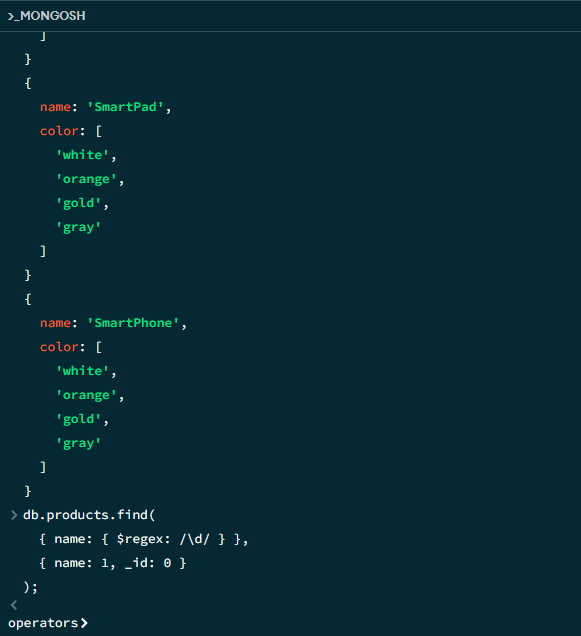 >_MONGOSH
]
}
{
name: 'SmartPad',
color: [
'white',
'orange',
'gold',
'gray'
]
}
{
name: 'SmartPhone',
color: [
'white',
'orange',
'gold',
'gray'
]
}
> db.products.find(
{ name: { $regex: /\d/ } },
{ name: 1, _id: 0 }
);
<
operators>